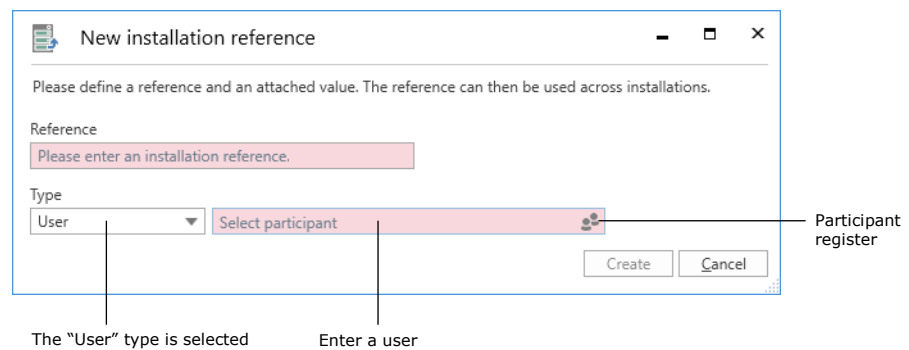 New installation reference
Please define a reference and an attached value. The reference can then be used across installations.
Reference
Please enter an installation reference.
Type
User
Select participant
Participant
register
Create
Cancel
The “User” type is selected
Enter a user